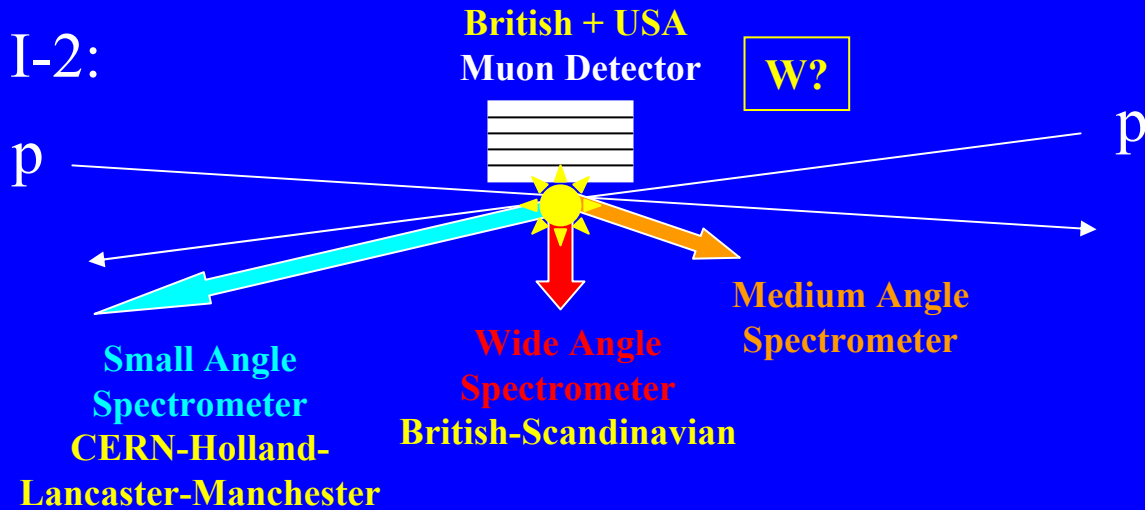 I-2:
British + USA
Muon Detector
W?
p
p
Small Angle
Spectrometer
CERN-Holland-
Lancaster-Manchester
Wide Angle
Spectrometer
British-Scandinavian
Medium Angle
Spectrometer